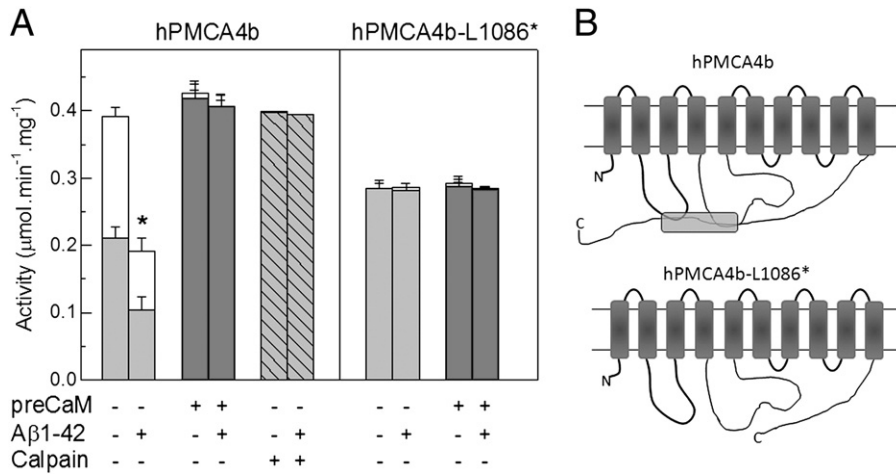 A
hPMCA4b hPMCA4b-L1086*
Activity (μmol.min⁻¹.mg⁻¹)
0.4
0.3
0.2
0.1
0.0
*
preCaM - - + + - - + +
Aβ1-42 - + - + - + - + - +
Calpain - - + +
B
hPMCA4b
N
C
hPMCA4b-L1086*
N
C